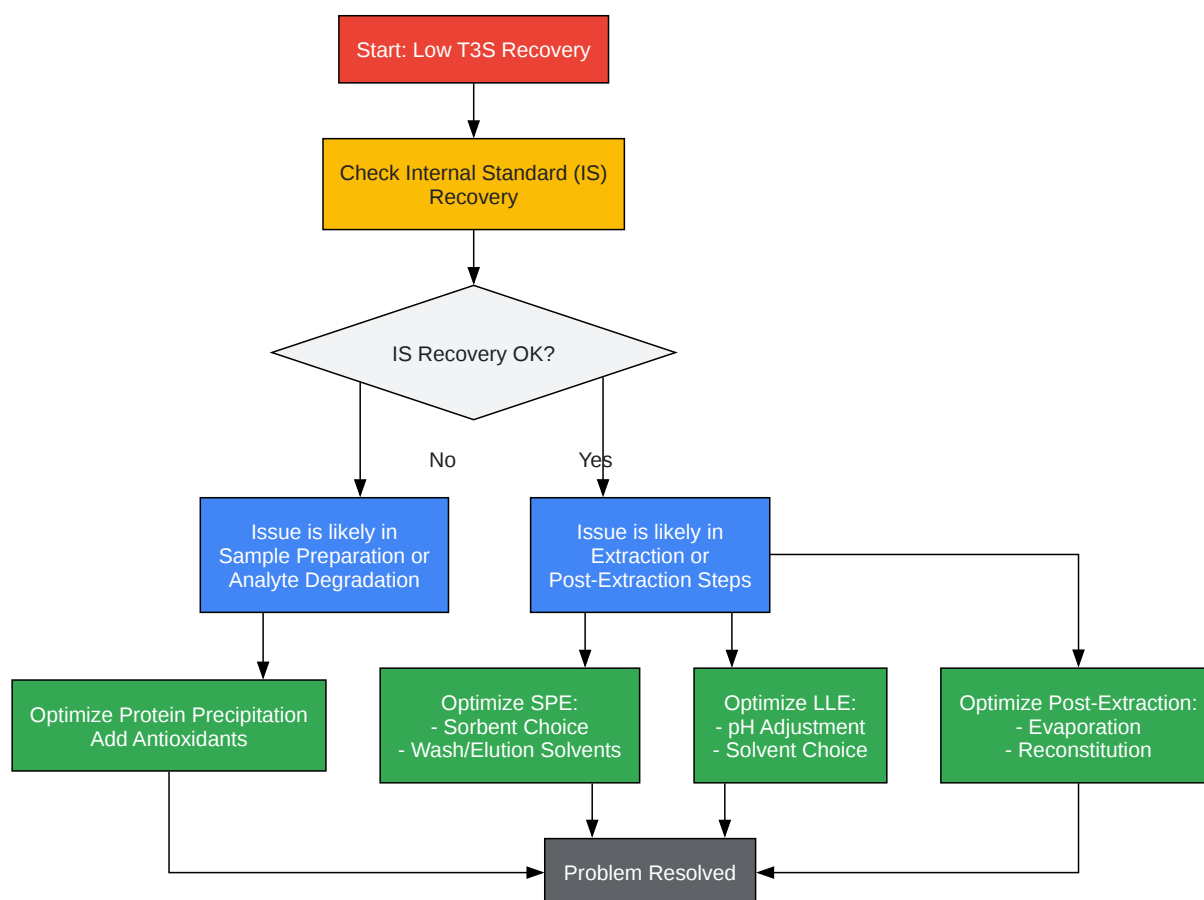 Start: Low T3S Recovery
Check Internal Standard (IS)
Recovery
IS Recovery OK?
No
Yes
Issue is likely in
Sample Preparation or
Analyte Degradation
Issue is likely in
Extraction or
Post-Extraction Steps
Optimize Protein Precipitation
Add Antioxidants
Optimize SPE:
- Sorbent Choice
- Wash/Elution Solvents
Optimize LLE:
- pH Adjustment
- Solvent Choice
Optimize Post-Extraction:
- Evaporation
- Reconstitution
Problem Resolved